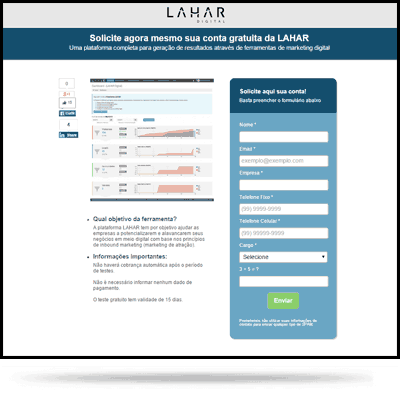 LAHAR
DIGITAL
Solicite agora mesmo sua conta gratuita da LAHAR
Uma plataforma completa para geração de resultados através de ferramentas de marketing digital
Solicite aqui sua conta!
Basta preencher o formulário abaixo
Nome *
Email *
exemplo@exemplo.com
Empresa *
Telefone Fixo *
(99) 9999-9999
Telefone Celular *
(99) 99999-9999
Cargo *
Selecione
3 + 5 = ?
Enviar
Qual objetivo da ferramenta?
A plataforma LAHAR tem por objetivo ajudar as
empresas a potencializarem e alavancarem seus
negócios em meio digital com base nos princípios
de inbound marketing (marketing de atração).
Informações importantes:
Não haverá cobrança automática após o período
de testes.
Não é necessário informar nenhum dado de
pagamento.
O teste gratuito tem validade de 15 dias.
Prometemos não utilizar suas informações de
contato para enviar qualquer tipo de SPAM.